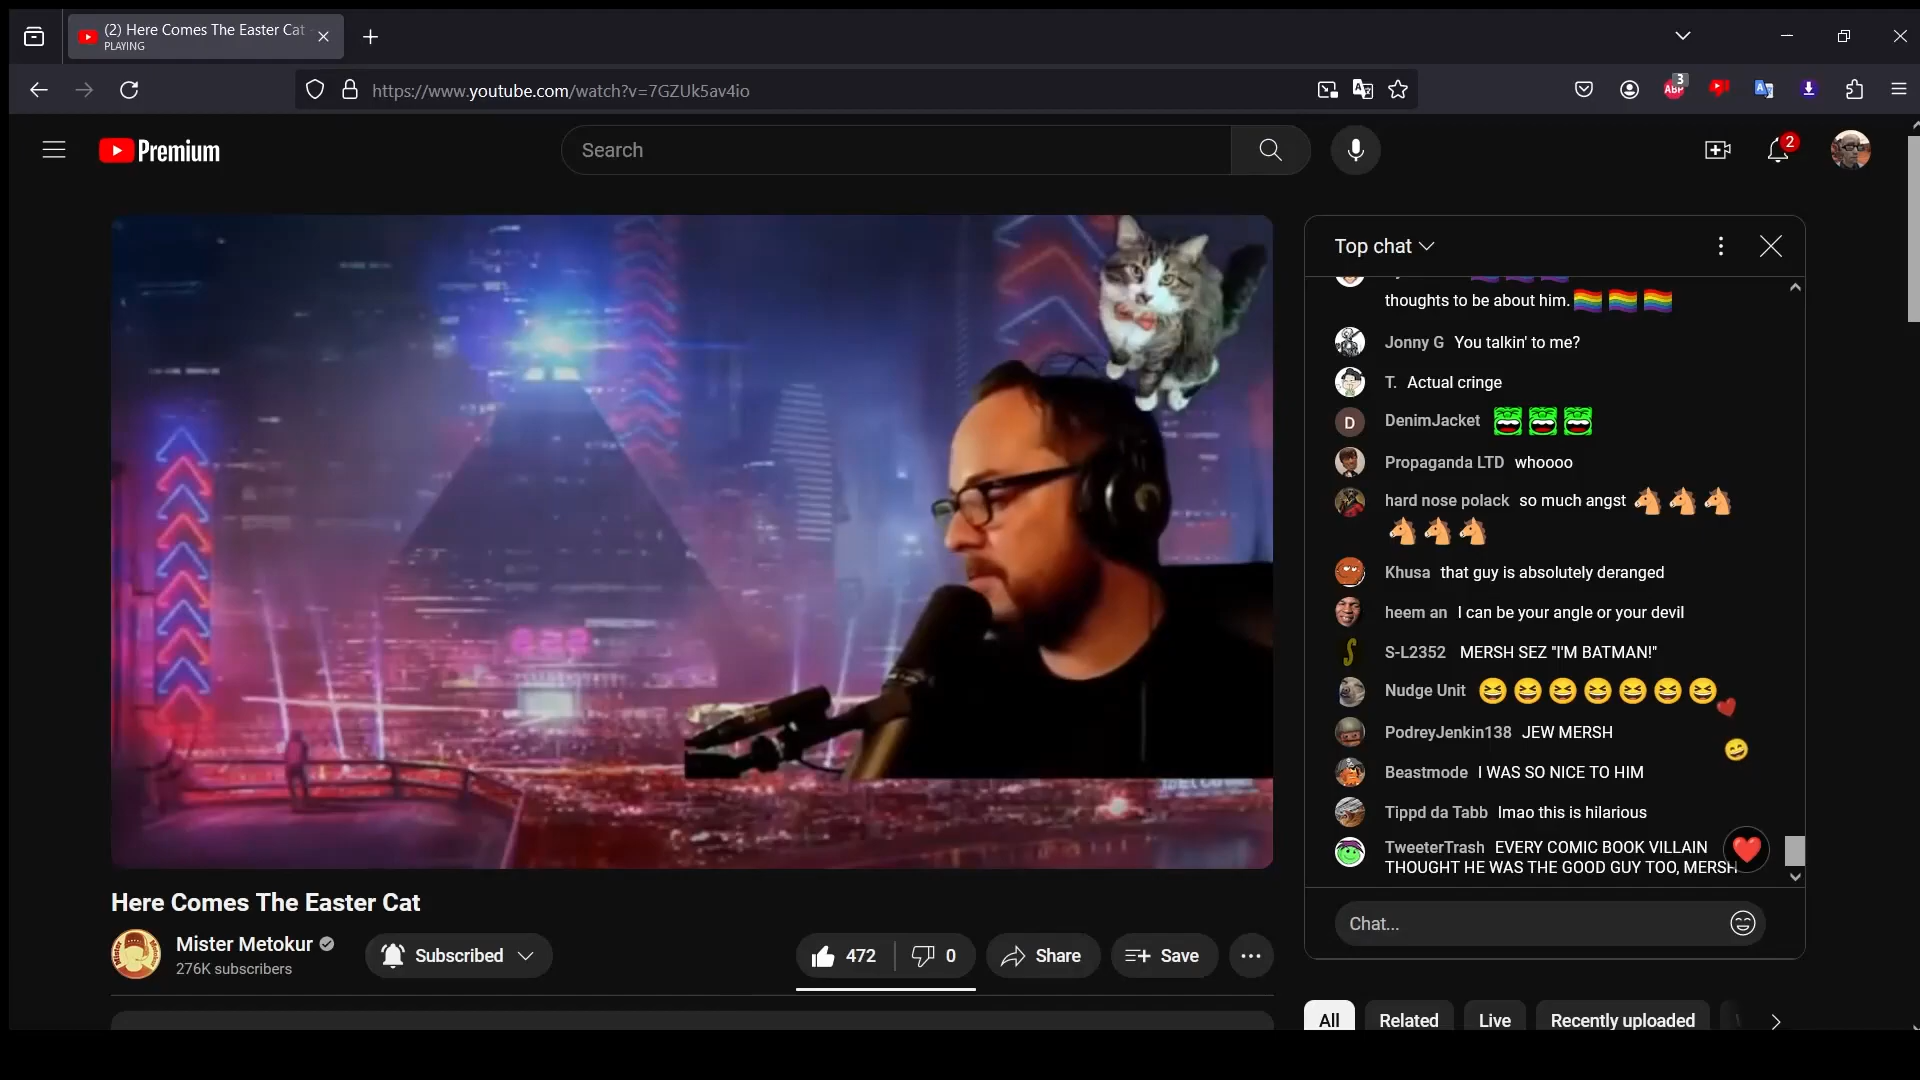 (2) Here Comes The Easter Cat
PLAYING
https://www.youtube.com/watch?v=7GZUk5av4io
3
ABP
Premium
Search
2
Top chat
thoughts to be about him.
Jonny G You talkin' to me?
T. Actual cringe
D
DenimJacket
Propaganda LTD whoooo
hard nose polack so much angst
Khusa that guy is absolutely deranged
heem an I can be your angle or your devil
S-L2352 MERSH SEZ "I'M BATMAN!"
Nudge Unit
PodreyJenkin138 JEW MERSH
Beastmode I WAS SO NICE TO HIM
Tippd da Tabb lmao this is hilarious
TweeterTrash EVERY COMIC BOOK VILLAIN
THOUGHT HE WAS THE GOOD GUY TOO, MERSH
Chat...
Here Comes The Easter Cat
Mister Metokur
276K subscribers
Subscribed
472
0
Share
Save
All
Related
Live
Recently uploaded